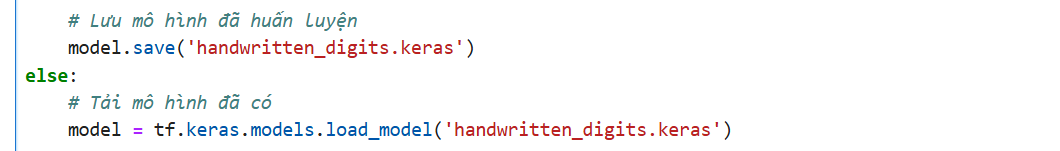 # Lưu mô hình đã huấn luyện
model.save('handwritten_digits.keras')
else:
# Tải mô hình đã có
model = tf.keras.models.load_model('handwritten_digits.keras')